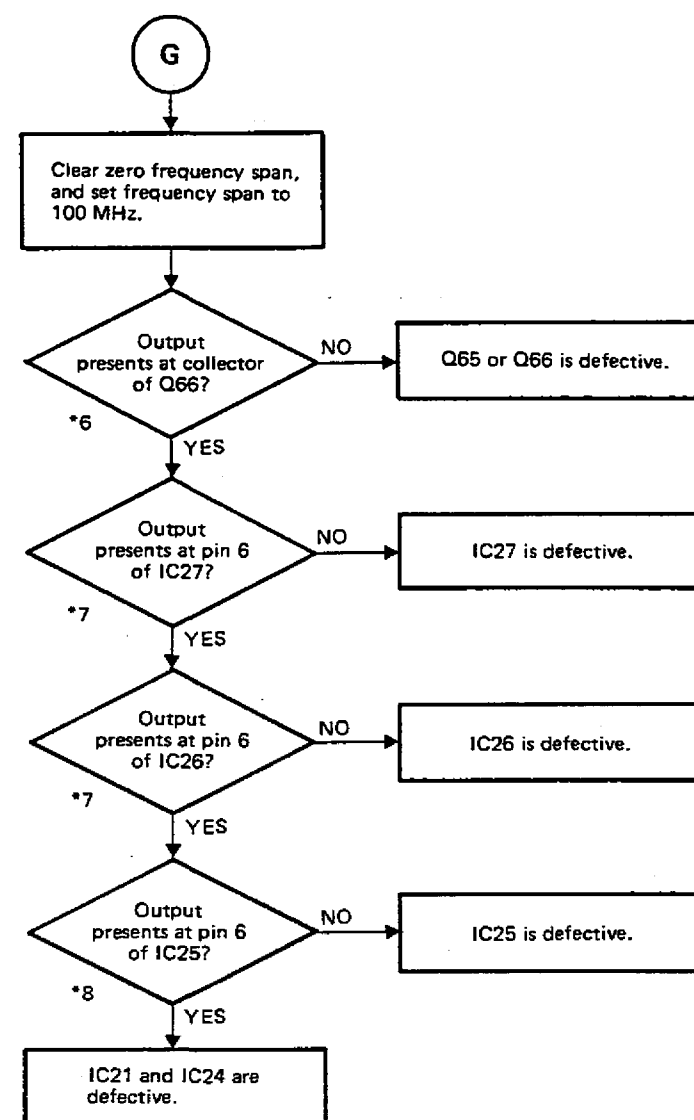 G
Clear zero frequency span,
and set frequency span to
100 MHz.
Output
presents at collector
of Q66?
NO
Q65 or Q66 is defective.
*6
YES
Output
presents at pin 6
of IC27?
NO
IC27 is defective.
*7
YES
Output
presents at pin 6
of IC26?
NO
IC26 is defective.
*7
YES
Output
presents at pin 6
of IC25?
NO
IC25 is defective.
*8
YES
IC21 and IC24 are
defective.